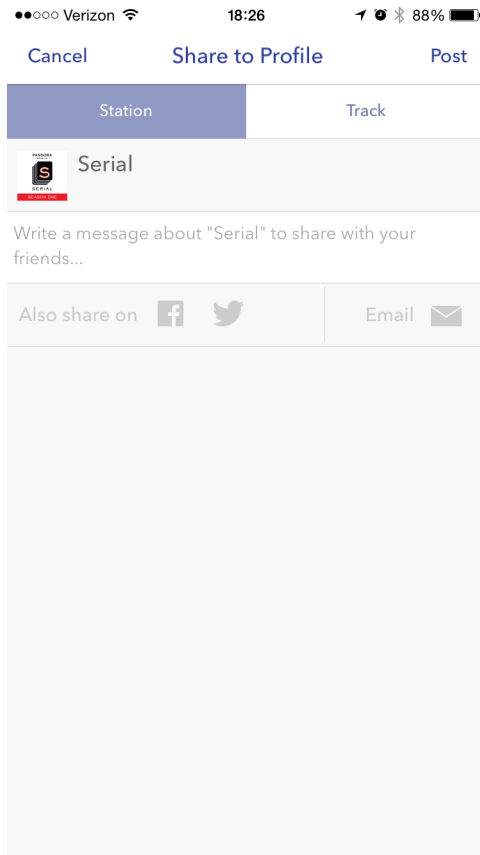 Verizon 18:26 88%
Cancel Share to Profile Post
Station Track
PANDORA
S
SERIAL
SEASON ONE
Serial
Write a message about "Serial" to share with your
friends...
Also share on Email